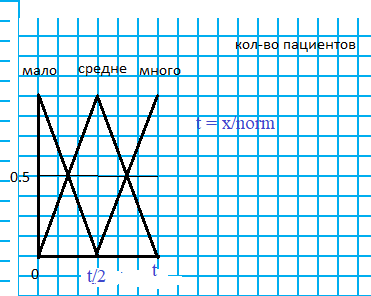 кол-во пациентов
мало средне много
t = x/norm
0.5
0 t/2 t